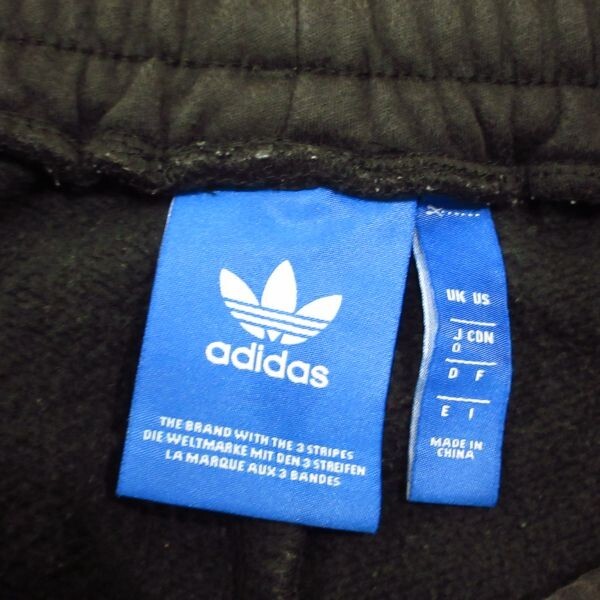 adidas
THE BRAND WITH THE 3 STRIPES
DIE WELTMARKE MIT DEN 3 STREIFEN
LA MARQUE AUX 3 BANDES
UK US
J CDN
O
D F
E I
MADE IN
CHINA